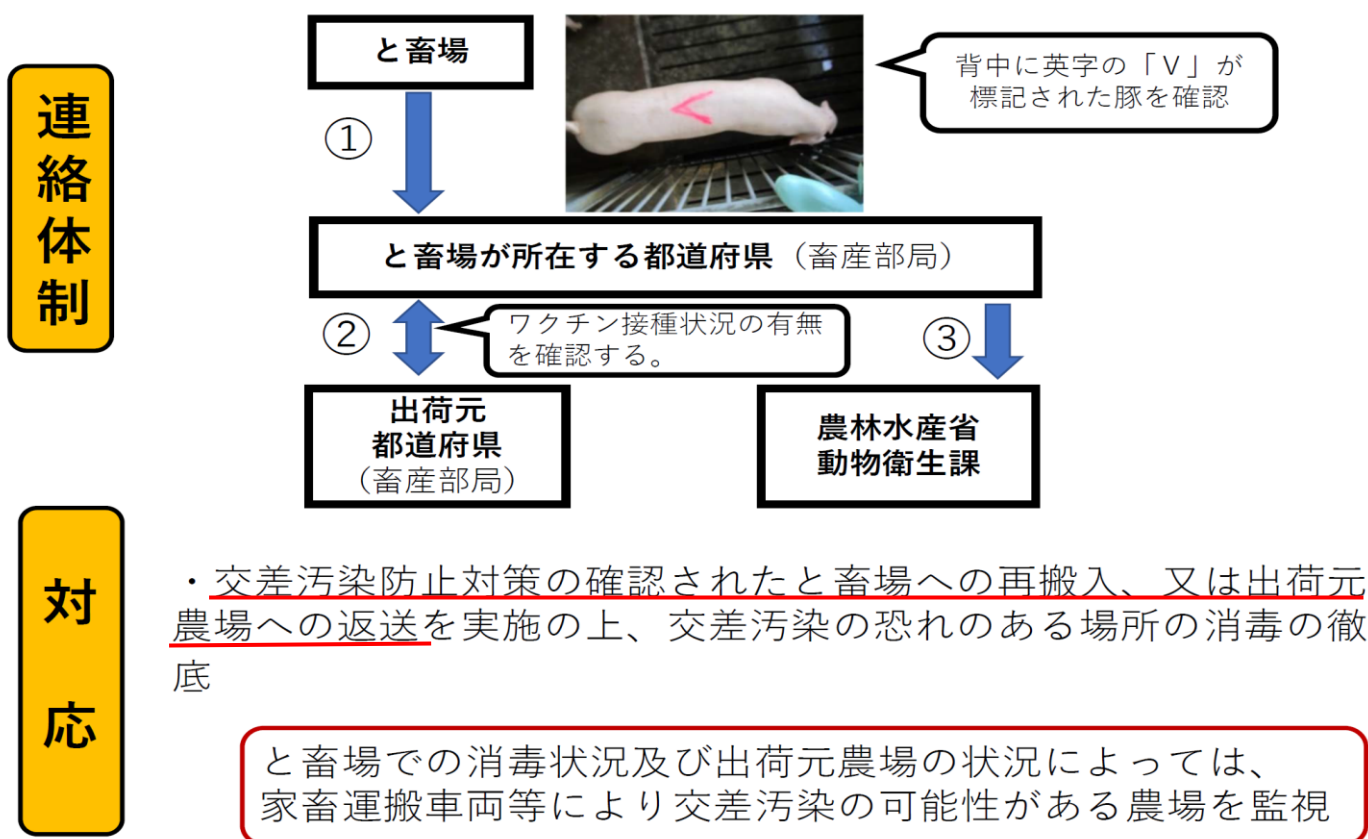 連絡体制
と畜場
背中に英字の「V」が
標記された豚を確認
①
と畜場が所在する都道府県（畜産部局）
②
ワクチン接種状況の有無
を確認する。
③
出荷元
都道府県
（畜産部局）
農林水産省
動物衛生課
対応
・交差汚染防止対策の確認されたと畜場への再搬入、又は出荷元
農場への返送を実施の上、交差汚染の恐れのある場所の消毒の徹
底
と畜場での消毒状況及び出荷元農場の状況によっては、
家畜運搬車両等により交差汚染の可能性がある農場を監視